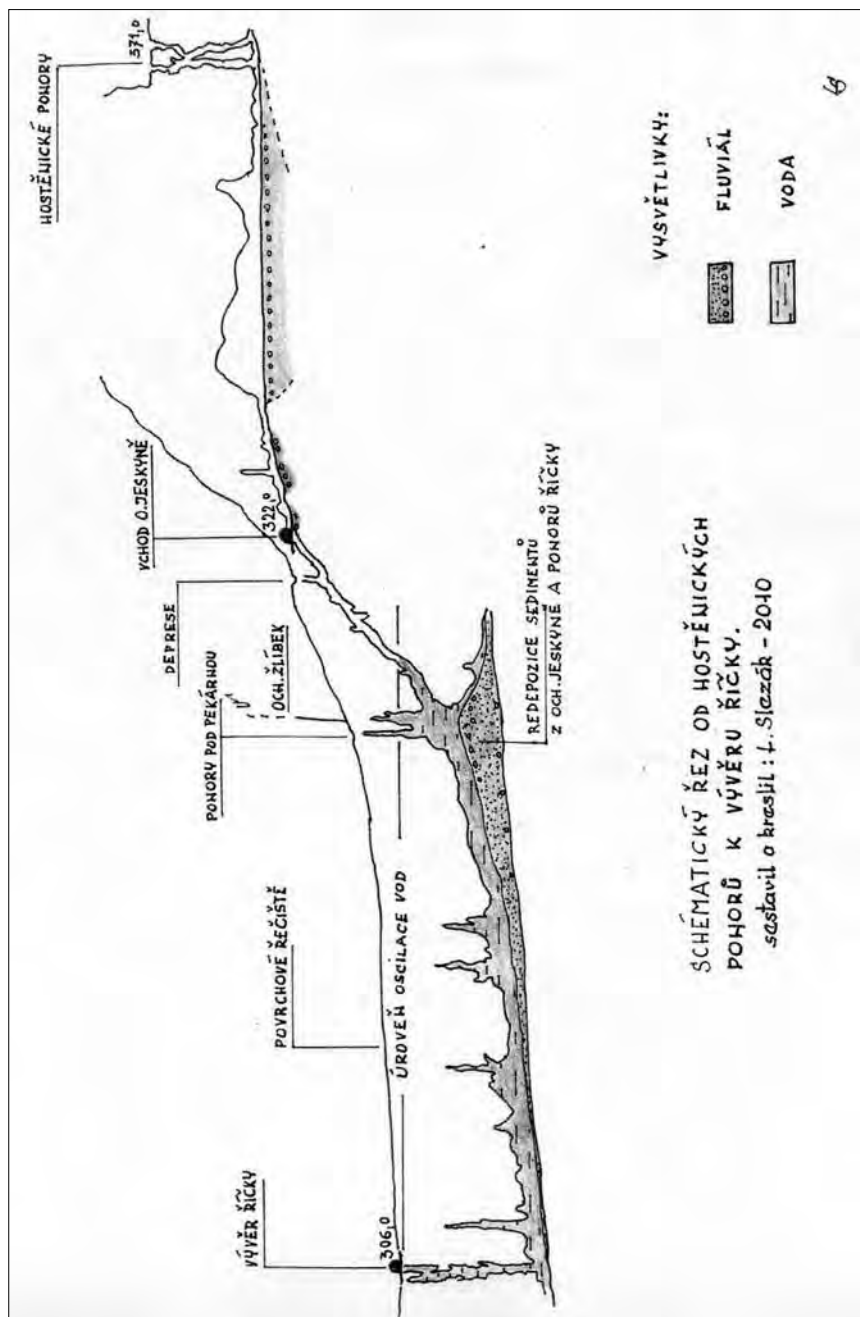 VÝVĚR ŘÍČKY
306,0
POVRCHOVÉ ŘEČIŠTĚ
ÚROVEŇ OSCILACE VOD
PONORY POD PEKÁRNOU
OCH. ŽLÍBEK
DEPRESE
VCHOD O.JESKYNĚ
322,0
HOSTĚNICKÉ PONORY
371,0
REDEPOZICE SEDIMENTŮ
Z OCH.JESKYNĚ A PONORŮ ŘÍČKY
SCHÉMATICKÝ ŘEZ OD HOSTĚNICKÝCH
PONORŮ K VÝVĚRU ŘÍČKY.
sestavil a kreslil: L. Slezák - 2010
VYSVĚTLIVKY:
FLUVIÁL
VODA